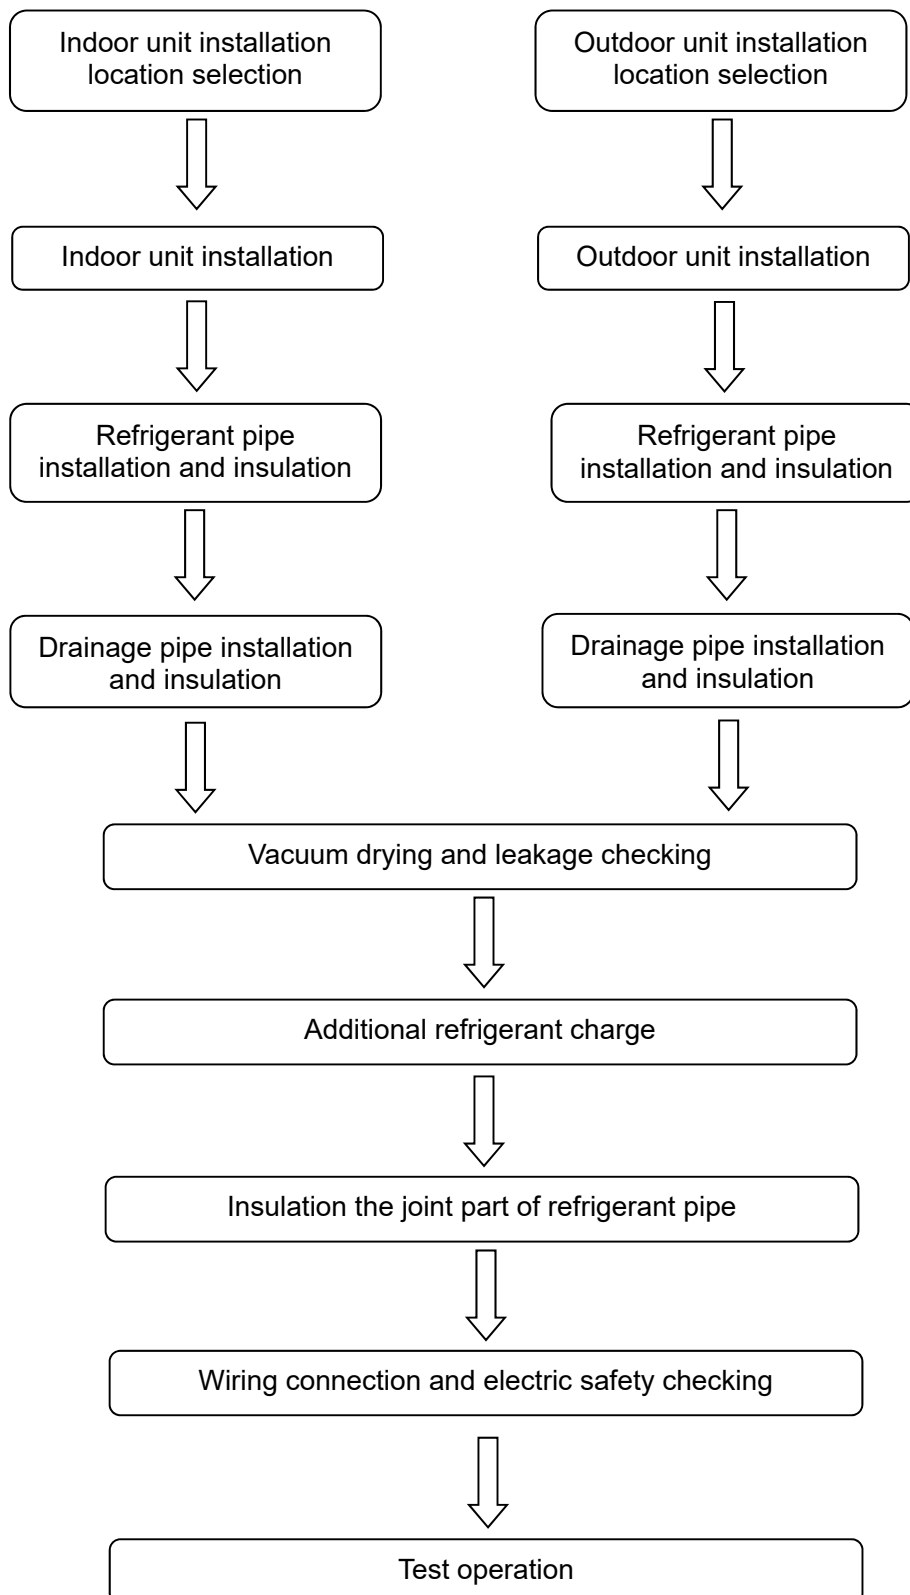 Indoor unit installation
location selection
Outdoor unit installation
location selection
Indoor unit installation
Outdoor unit installation
Refrigerant pipe
installation and insulation
Refrigerant pipe
installation and insulation
Drainage pipe installation
and insulation
Drainage pipe installation
and insulation
Vacuum drying and leakage checking
Additional refrigerant charge
Insulation the joint part of refrigerant pipe
Wiring connection and electric safety checking
Test operation